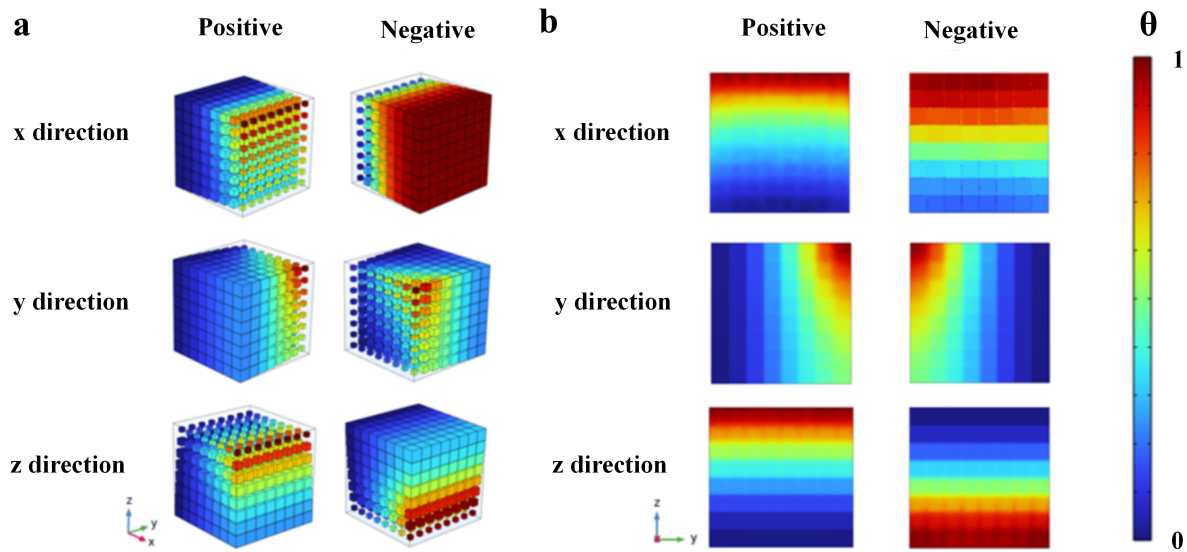 a Positive Negative b Positive Negative θ
1
x direction x direction
y direction y direction
z direction z direction
z y x
z y
0